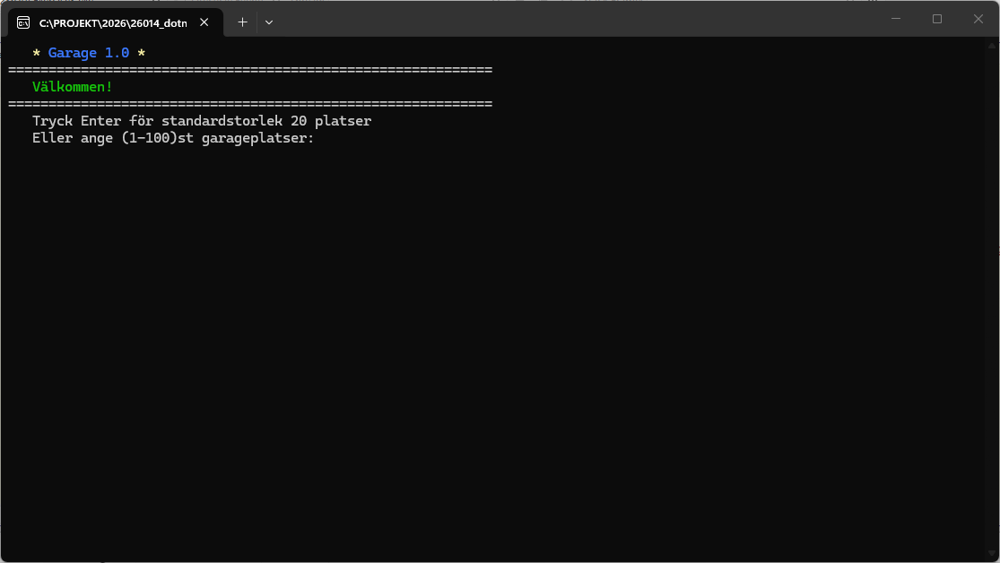 C:\PROJEKT\2026\26014_dotn
* Garage 1.0 *
============================================================
Välkommen!
============================================================
Tryck Enter för standardstorlek 20 platser
Eller ange (1-100)st garageplatser: